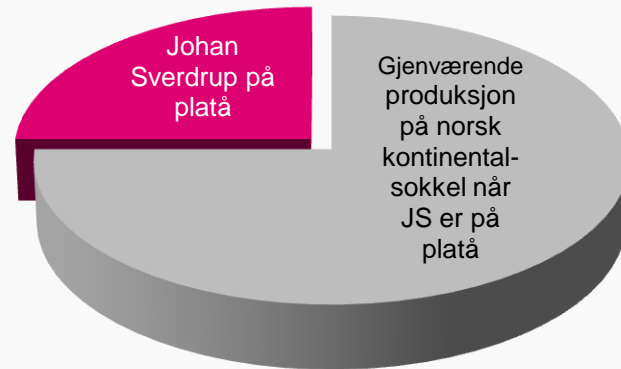 Johan
Sverdrup på
platå
Gjenværende
produksjon
på norsk
kontinental-
sokkel når
JS er på
platå